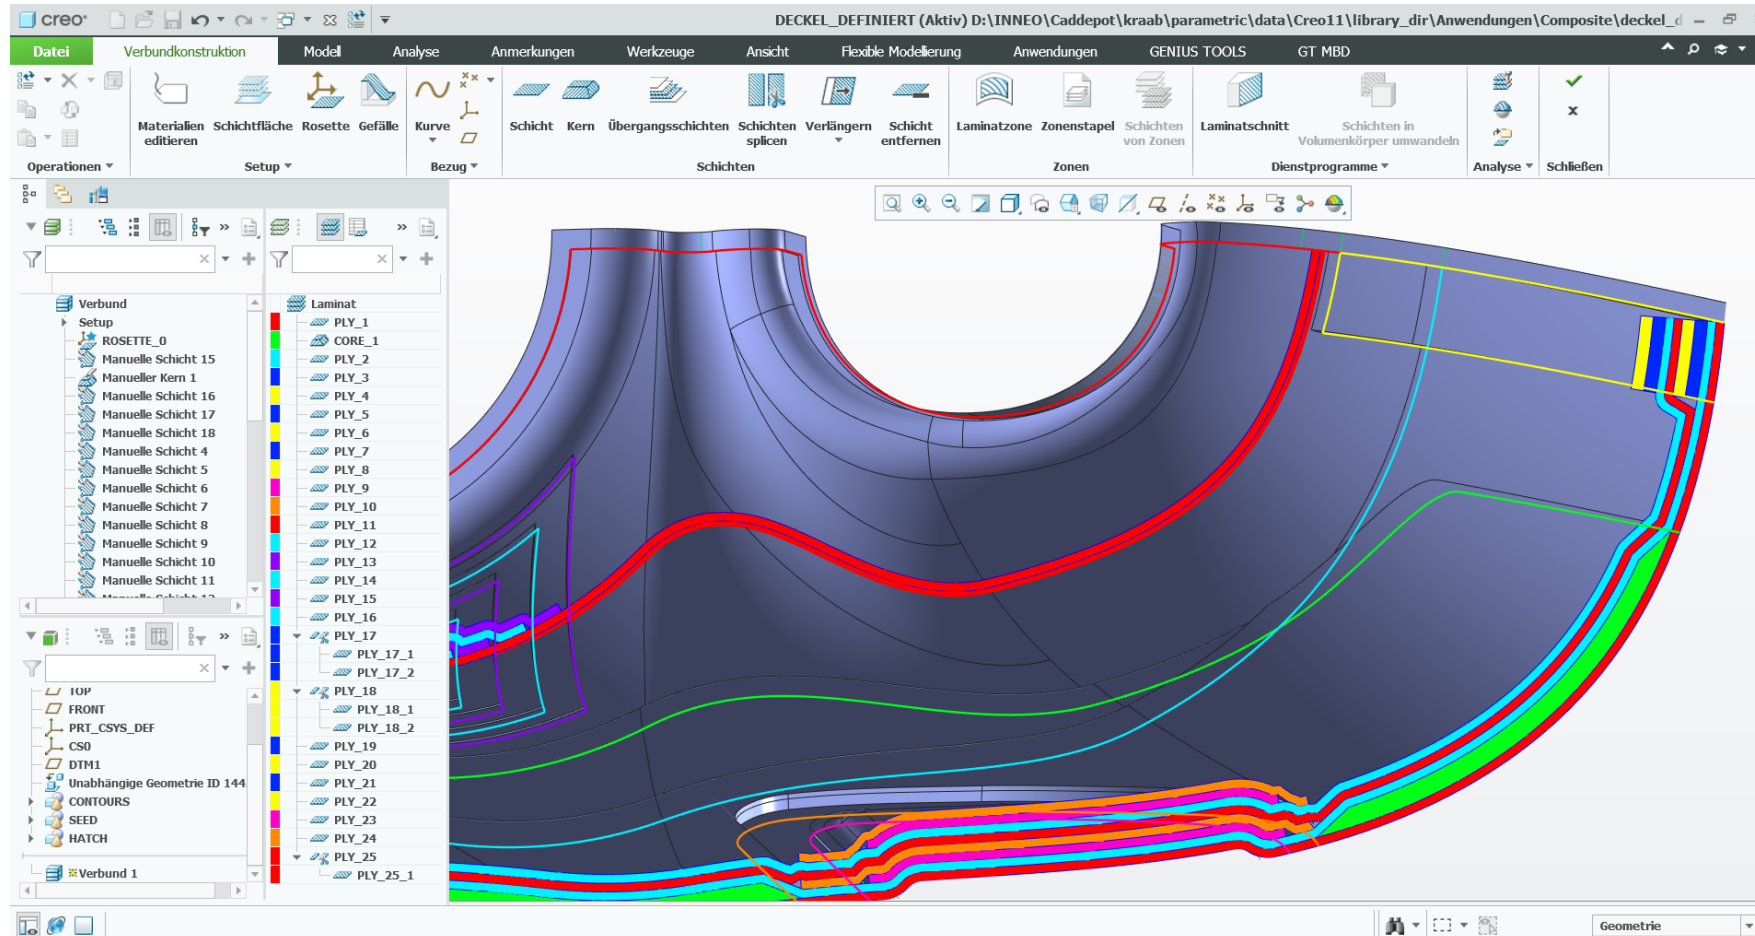 creo®
DECKEL_DEFINIERT (Aktiv) D:\INNEO\Caddepot\kraab\parametric\data\Creo11\library_dir\Anwendungen\Composite\deckel_d
Datei Verbundkonstruktion Modell Analyse Anmerkungen Werkzeuge Ansicht Flexible Modellierung Anwendungen GENIUS TOOLS GT MBD
Materialien editieren
Schichtfläche
Rosette
Gefälle
Kurve
Schicht
Kern
Übergangsschichten
Schichten splicen
Verlängern
Schicht entfernen
Laminatzone
Zonenstapel
Schichten von Zonen
Laminatschnitt
Schichten in Volumenkörper umwandeln
Operationen Setup Bezug Schichten Zonen Dienstprogramme Analyse Schließen
Verbund
Setup
ROSETTE_0
Manuelle Schicht 15
Manueller Kern 1
Manuelle Schicht 16
Manuelle Schicht 17
Manuelle Schicht 18
Manuelle Schicht 4
Manuelle Schicht 5
Manuelle Schicht 6
Manuelle Schicht 7
Manuelle Schicht 8
Manuelle Schicht 9
Manuelle Schicht 10
Manuelle Schicht 11
TOP
FRONT
PRT_CSYS_DEF
CS0
DTM1
Unabhängige Geometrie ID 144
CONTOURS
SEED
HATCH
Verbund 1
Laminat
PLY_1
CORE_1
PLY_2
PLY_3
PLY_4
PLY_5
PLY_6
PLY_7
PLY_8
PLY_9
PLY_10
PLY_11
PLY_12
PLY_13
PLY_14
PLY_15
PLY_16
PLY_17
PLY_17_1
PLY_17_2
PLY_18
PLY_18_1
PLY_18_2
PLY_19
PLY_20
PLY_21
PLY_22
PLY_23
PLY_24
PLY_25
PLY_25_1
Geometrie